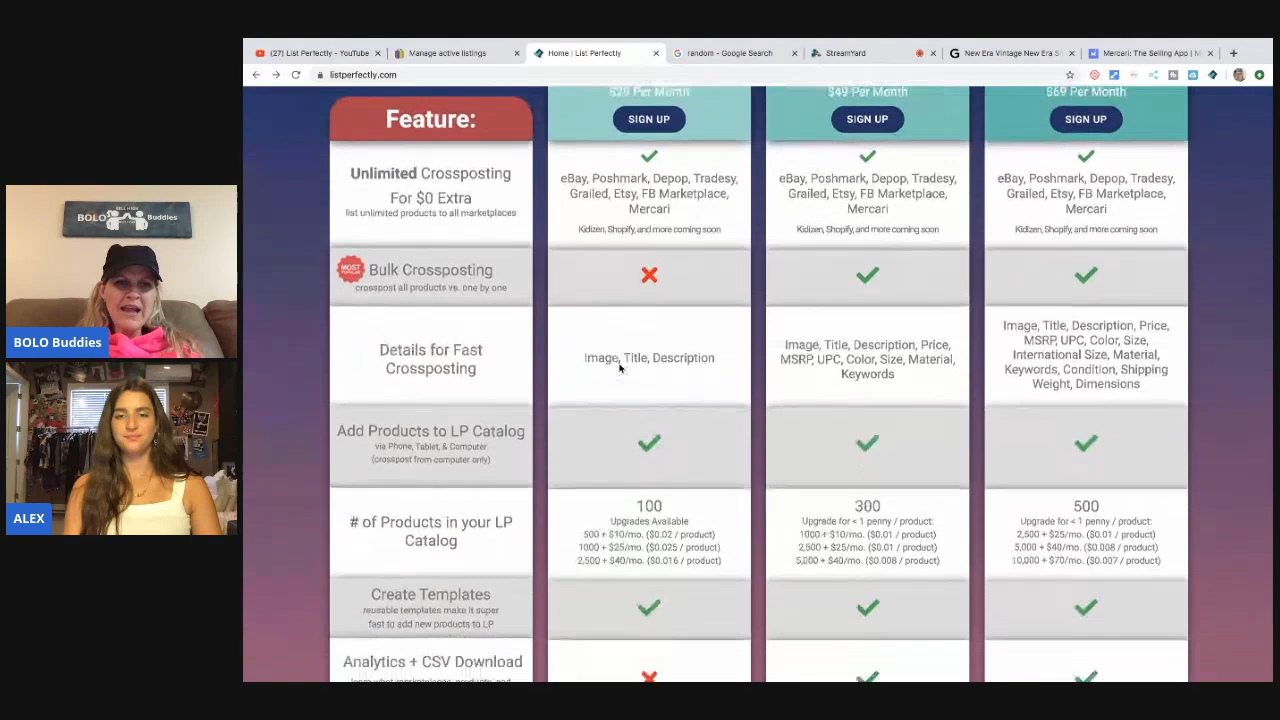 (27) List Perfectly - YouTube
Manage active listings
Home | List Perfectly
random - Google Search
StreamYard
New Era Vintage New Era S
Mercari: The Selling App | M
listperfectly.com
$29 Per Month
$49 Per Month
$69 Per Month
Feature:
SIGN UP
SIGN UP
SIGN UP
Unlimited Crossposting
For $0 Extra
list unlimited products to all marketplaces
eBay, Poshmark, Depop, Tradesy,
Grailed, Etsy, FB Marketplace,
Mercari
Kidizen, Shopify, and more coming soon
eBay, Poshmark, Depop, Tradesy,
Grailed, Etsy, FB Marketplace,
Mercari
Kidizen, Shopify, and more coming soon
eBay, Poshmark, Depop, Tradesy,
Grailed, Etsy, FB Marketplace,
Mercari
Kidizen, Shopify, and more coming soon
MOST
Bulk Crossposting
crosspost all products vs. one by one
Details for Fast
Crossposting
Image, Title, Description
Image, Title, Description, Price,
MSRP, UPC, Color, Size, Material,
Keywords
Image, Title, Description, Price,
MSRP, UPC, Color, Size,
International Size, Material,
Keywords, Condition, Shipping
Weight, Dimensions
Add Products to LP Catalog
via Phone, Tablet, & Computer
(crosspost from computer only)
# of Products in your LP
Catalog
100
Upgrades Available
500 + $10/mo. ($0.02 / product)
1000 + $25/mo. ($0.025 / product)
2,500 + $40/mo. ($0.016 / product)
300
Upgrade for < 1 penny / product:
1000 + $10/mo. ($0.01 / product)
2,500 + $25/mo. ($0.01 / product)
5,000 + $40/mo. ($0.008 / product)
500
Upgrade for < 1 penny / product:
2,500 + $25/mo. ($0.01 / product)
5,000 + $40/mo. ($0.008 / product)
10,000 + $70/mo. ($0.007 / product)
Create Templates
reusable templates make it super
fast to add new products to LP
Analytics + CSV Download
BOLO Buddies
BOLO Buddies
ALEX